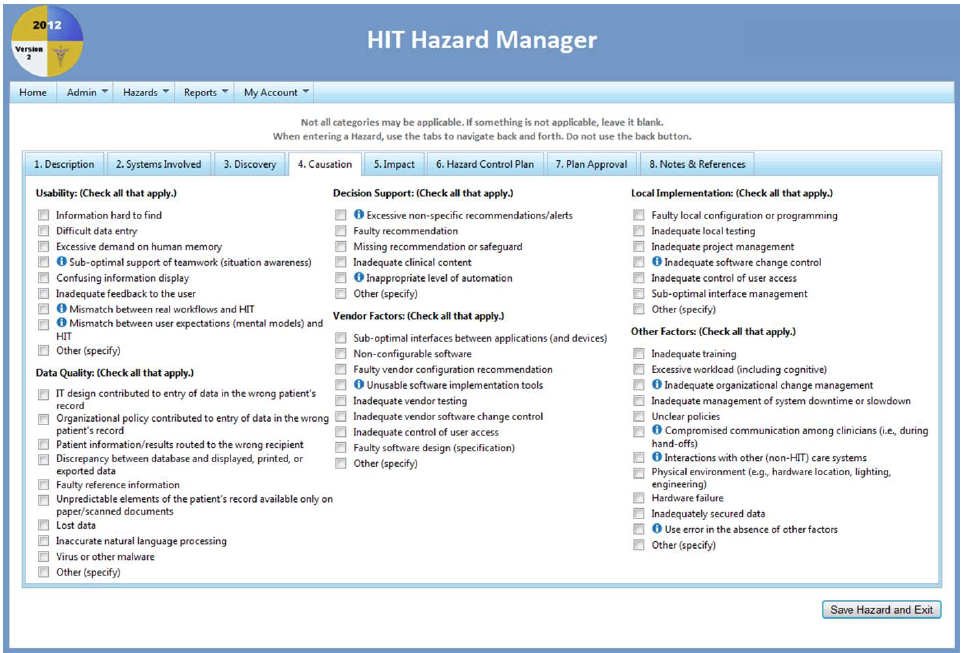 2012
Version
2
HIT Hazard Manager
Home Admin Hazards Reports My Account
Not all categories may be applicable. If something is not applicable, leave it blank.
When entering a Hazard, use the tabs to navigate back and forth. Do not use the back button.
1. Description 2. Systems Involved 3. Discovery 4. Causation 5. Impact 6. Hazard Control Plan 7. Plan Approval 8. Notes & References
Usability: (Check all that apply.)
Information hard to find
Difficult data entry
Excessive demand on human memory
Sub-optimal support of teamwork (situation awareness)
Confusing information display
Inadequate feedback to the user
Mismatch between real workflows and HIT
Mismatch between user expectations (mental models) and
HIT
Other (specify)
Data Quality: (Check all that apply.)
IT design contributed to entry of data in the wrong patient's
record
Organizational policy contributed to entry of data in the wrong
patient's record
Patient information/results routed to the wrong recipient
Discrepancy between database and displayed, printed, or
exported data
Faulty reference information
Unpredictable elements of the patient's record available only on
paper/scanned documents
Lost data
Inaccurate natural language processing
Virus or other malware
Other (specify)
Decision Support: (Check all that apply.)
Excessive non-specific recommendations/alerts
Faulty recommendation
Missing recommendation or safeguard
Inadequate clinical content
Inappropriate level of automation
Other (specify)
Vendor Factors: (Check all that apply.)
Sub-optimal interfaces between applications (and devices)
Non-configurable software
Faulty vendor configuration recommendation
Unusable software implementation tools
Inadequate vendor testing
Inadequate vendor software change control
Inadequate control of user access
Faulty software design (specification)
Other (specify)
Local Implementation: (Check all that apply.)
Faulty local configuration or programming
Inadequate local testing
Inadequate project management
Inadequate software change control
Inadequate control of user access
Sub-optimal interface management
Other (specify)
Other Factors: (Check all that apply.)
Inadequate training
Excessive workload (including cognitive)
Inadequate organizational change management
Inadequate management of system downtime or slowdown
Unclear policies
Compromised communication among clinicians (i.e., during
hand-offs)
Interactions with other (non-HIT) care systems
Physical environment (e.g., hardware location, lighting,
engineering)
Hardware failure
Inadequately secured data
Use error in the absence of other factors
Other (specify)
Save Hazard and Exit